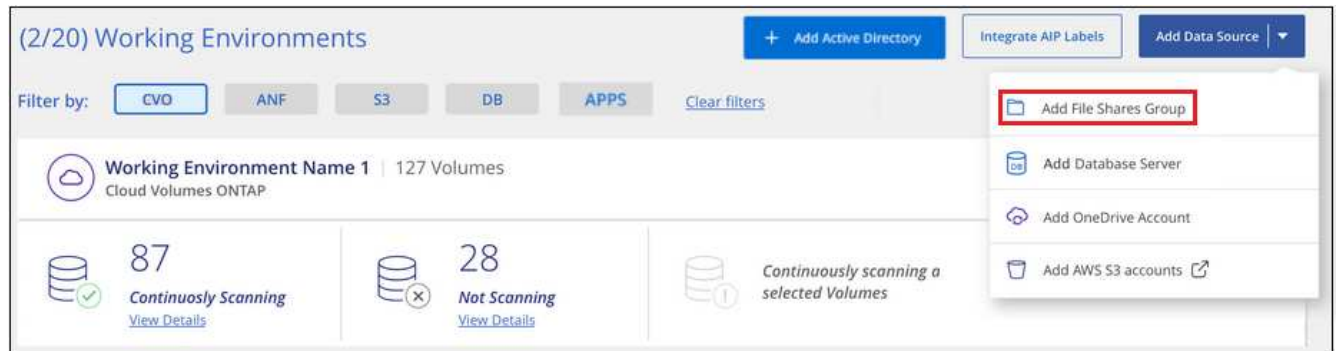 (2/20) Working Environments
+ Add Active Directory
Integrate AIP Labels
Add Data Source
Filter by:
CVO
ANF
S3
DB
APPS
Clear filters
Add File Shares Group
DB
Add Database Server
Add OneDrive Account
Add AWS S3 accounts
Working Environment Name 1 | 127 Volumes
Cloud Volumes ONTAP
87
Continuosly Scanning
View Details
28
Not Scanning
View Details
Continuously scanning a
selected Volumes